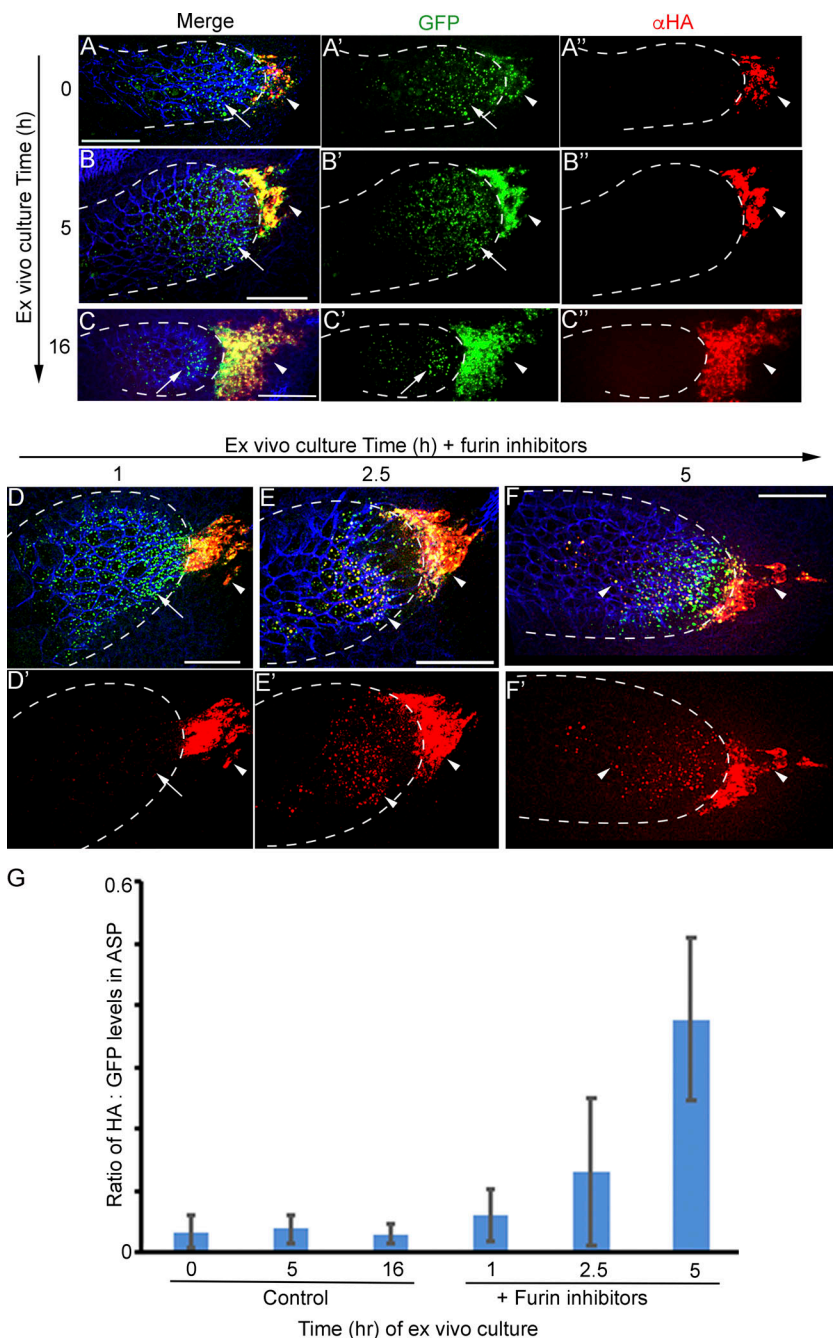 Merge GFP αHA
A A' A''
0
B B' B''
5
C C' C''
16
Ex vivo culture Time (h)
Ex vivo culture Time (h) + furin inhibitors
1 2.5 5
D E F
D' E' F'
G
0.6
0
Ratio of HA : GFP levels in ASP
0 5 16 1 2.5 5
Control + Furin inhibitors
Time (hr) of ex vivo culture